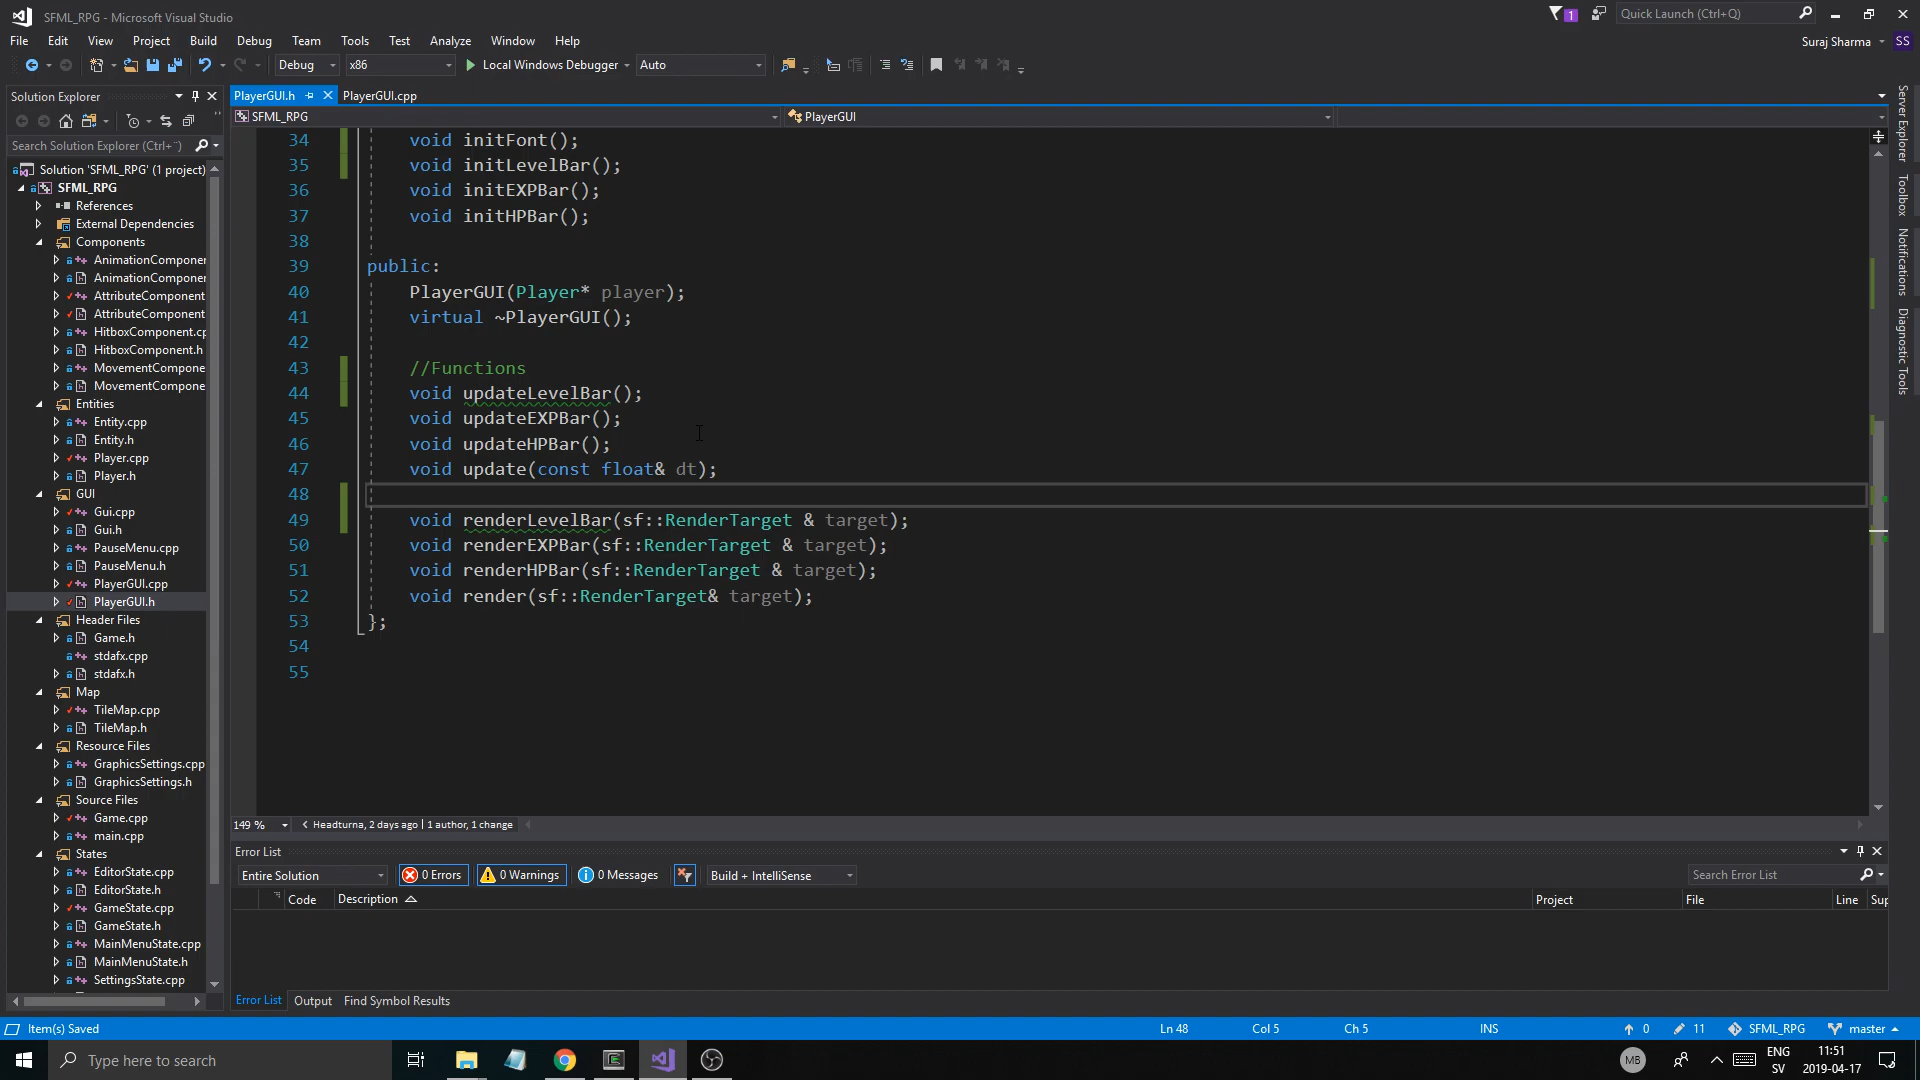 SFML_RPG - Microsoft Visual Studio
1
Quick Launch (Ctrl+Q)
File Edit View Project Build Debug Team Tools Test Analyze Window Help
Suraj Sharma SS
Debug x86 Local Windows Debugger Auto
Solution Explorer
PlayerGUI.h PlayerGUI.cpp
SFML_RPG PlayerGUI
Search Solution Explorer (Ctrl+¨)
Solution 'SFML_RPG' (1 project)
SFML_RPG
References
External Dependencies
Components
AnimationComponen
AnimationComponer
AttributeComponent
AttributeComponent
HitboxComponent.cp
HitboxComponent.h
MovementCompone
MovementCompone
Entities
Entity.cpp
Entity.h
Player.cpp
Player.h
GUI
Gui.cpp
Gui.h
PauseMenu.cpp
PauseMenu.h
PlayerGUI.cpp
PlayerGUI.h
Header Files
Game.h
stdafx.cpp
stdafx.h
Map
TileMap.cpp
TileMap.h
Resource Files
GraphicsSettings.cpp
GraphicsSettings.h
Source Files
Game.cpp
main.cpp
States
EditorState.cpp
EditorState.h
GameState.cpp
GameState.h
MainMenuState.cpp
MainMenuState.h
SettingsState.cpp
34 void initFont();
35 void initLevelBar();
36 void initEXPBar();
37 void initHPBar();
38
39 public:
40 PlayerGUI(Player* player);
41 virtual ~PlayerGUI();
42
43 //Functions
44 void updateLevelBar();
45 void updateEXPBar();
46 void updateHPBar();
47 void update(const float& dt);
48
49 void renderLevelBar(sf::RenderTarget & target);
50 void renderEXPBar(sf::RenderTarget & target);
51 void renderHPBar(sf::RenderTarget & target);
52 void render(sf::RenderTarget& target);
53 };
54
55
Server Explorer
Toolbox
Notifications
Diagnostic Tools
149 % Headturna, 2 days ago | 1 author, 1 change
Error List
Entire Solution 0 Errors 0 Warnings 0 Messages Build + IntelliSense Search Error List
Code Description Project File Line Sup
Error List Output Find Symbol Results
Item(s) Saved Ln 48 Col 5 Ch 5 INS 0 11 SFML_RPG master
Type here to search
MB
ENG
SV
11:51
2019-04-17